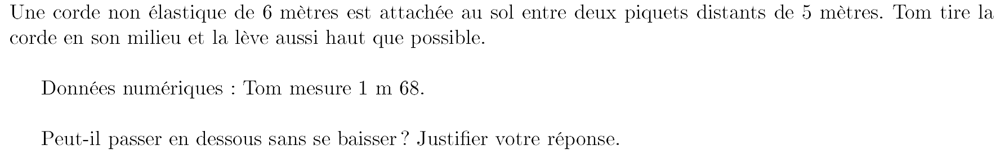 Une corde non élastique de 6 mètres est attachée au sol entre deux piquets distants de 5 mètres. Tom tire la
corde en son milieu et la lève aussi haut que possible.
Données numériques : Tom mesure 1 m 68.
Peut-il passer en dessous sans se baisser ? Justifier votre réponse.